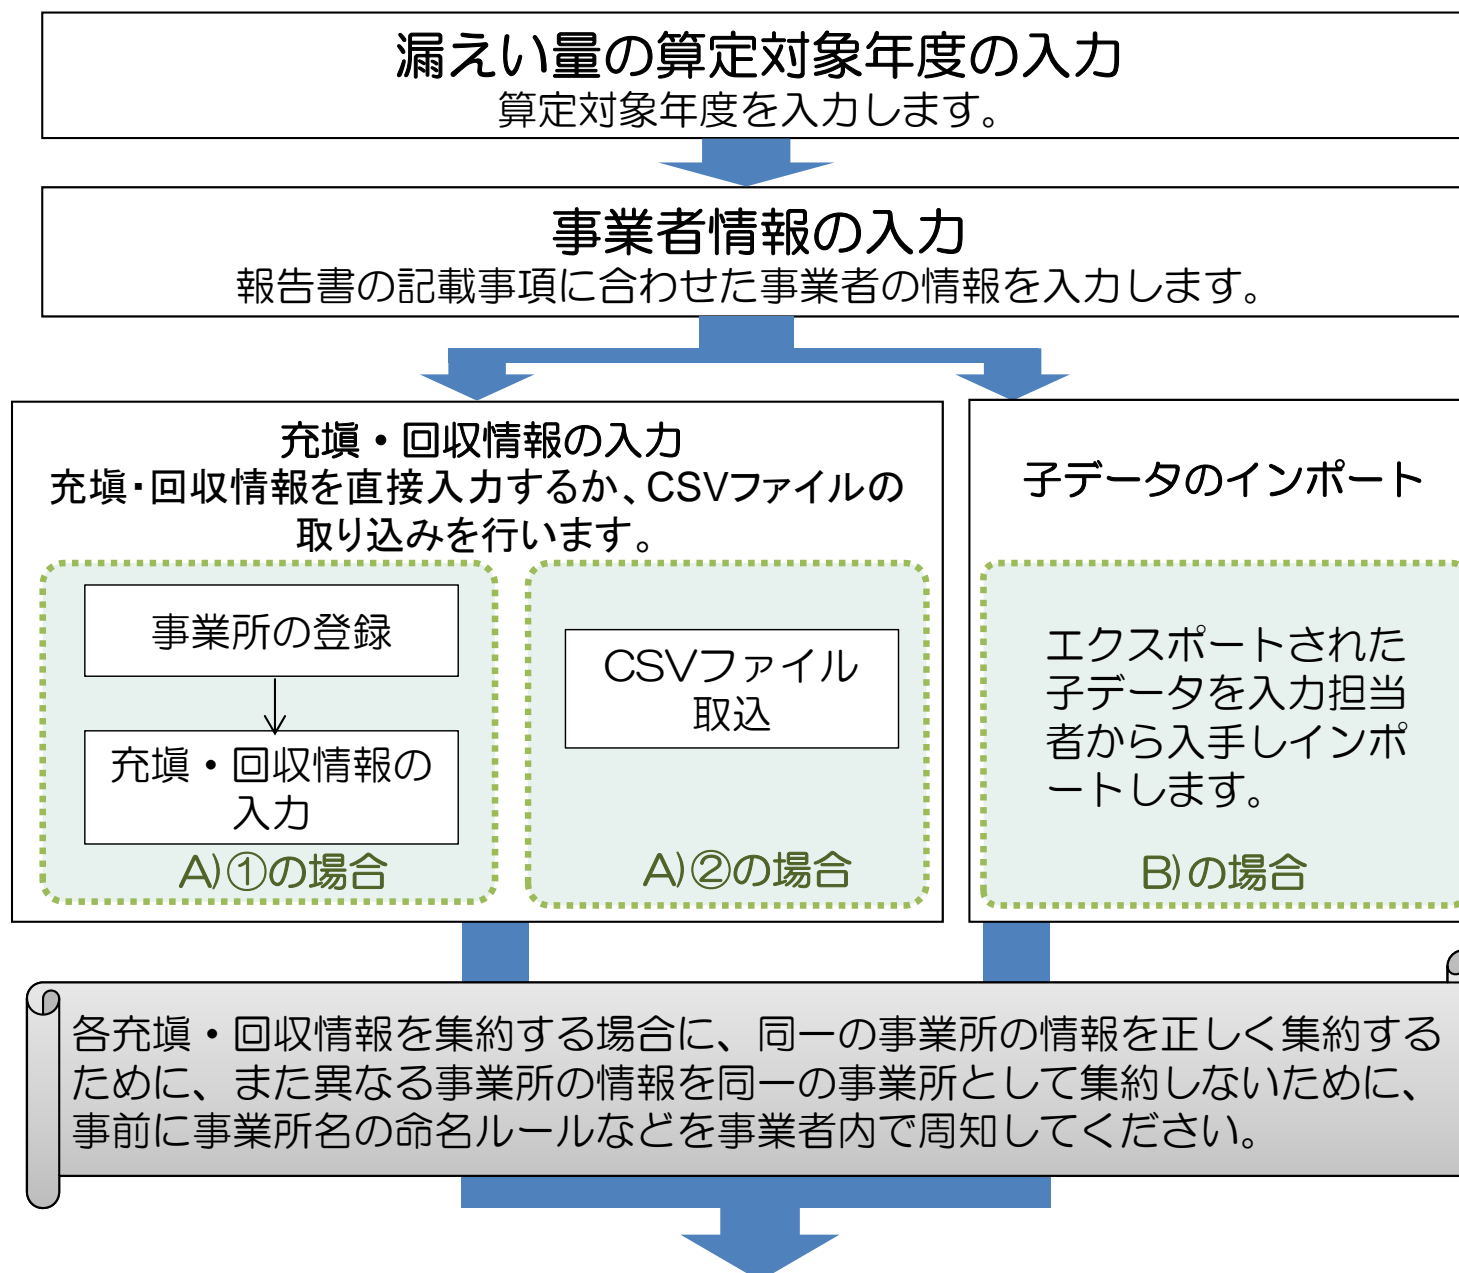 漏えい量の算定対象年度の入力
算定対象年度を入力します。
事業者情報の入力
報告書の記載事項に合わせた事業者の情報を入力します。
充塡・回収情報の入力
充塡・回収情報を直接入力するか、CSVファイルの
取り込みを行います。
事業所の登録
充塡・回収情報の
入力
A)①の場合
CSVファイル
取込
A)②の場合
子データのインポート
エクスポートされた
子データを入力担当
者から入手しインポ
ートします。
B)の場合
各充塡・回収情報を集約する場合に、同一の事業所の情報を正しく集約する
ために、また異なる事業所の情報を同一の事業所として集約しないために、
事前に事業所名の命名ルールなどを事業者内で周知してください。